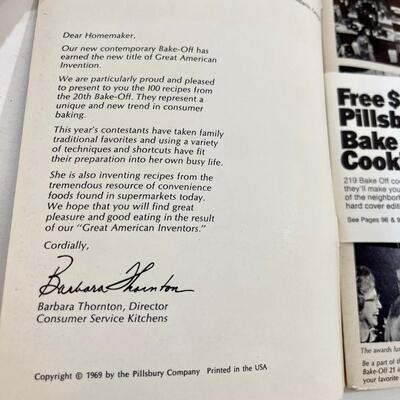 Dear Homemaker,
Our new contemporary Bake-Off has
earned the new title of Great American
Invention.
We are particularly proud and pleased
to present to you the 100 recipes from
the 20th Bake-Off. They represent a
unique and new trend in consumer
baking.
This year's contestants have taken family
traditional favorites and using a variety
of techniques and shortcuts have fit
their preparation into her own busy life.
She is also inventing recipes from the
tremendous resource of convenience
foods found in supermarkets today.
We hope that you will find great
pleasure and good eating in the result
of our "Great American Inventors."
Cordially,
Barbara Thornton
Barbara Thornton, Director
Consumer Service Kitchens
Copyright © 1969 by the Pillsbury Company Printed in the USA
Free $
Pillsbury
Bake
Cook
219 Bake Off coo
they'll make you
of the neighbor
hard cover editi
See Pages 96 & 9
The awards lun
Be a part of th
Bake-Off 21 i
your favorite